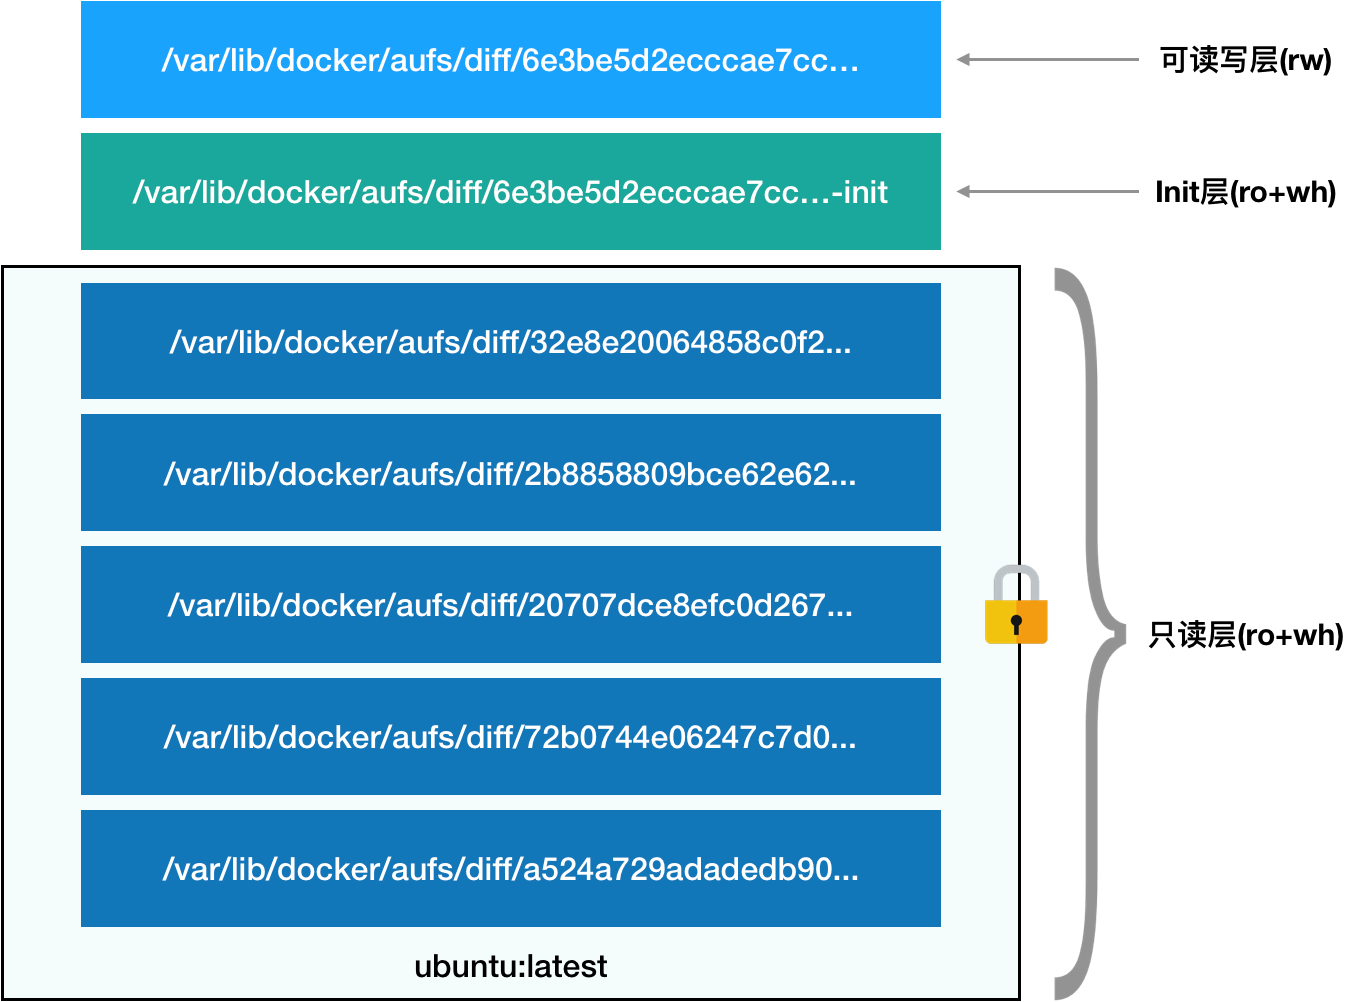 /var/lib/docker/aufs/diff/6e3be5d2ecccae7cc...
可读写层(rw)
/var/lib/docker/aufs/diff/6e3be5d2ecccae7cc...-init
Init层(ro+wh)
/var/lib/docker/aufs/diff/32e8e20064858c0f2...
/var/lib/docker/aufs/diff/2b8858809bce62e62...
/var/lib/docker/aufs/diff/20707dce8efc0d267...
只读层(ro+wh)
/var/lib/docker/aufs/diff/72b0744e06247c7d0...
/var/lib/docker/aufs/diff/a524a729adadedb90...
ubuntu:latest